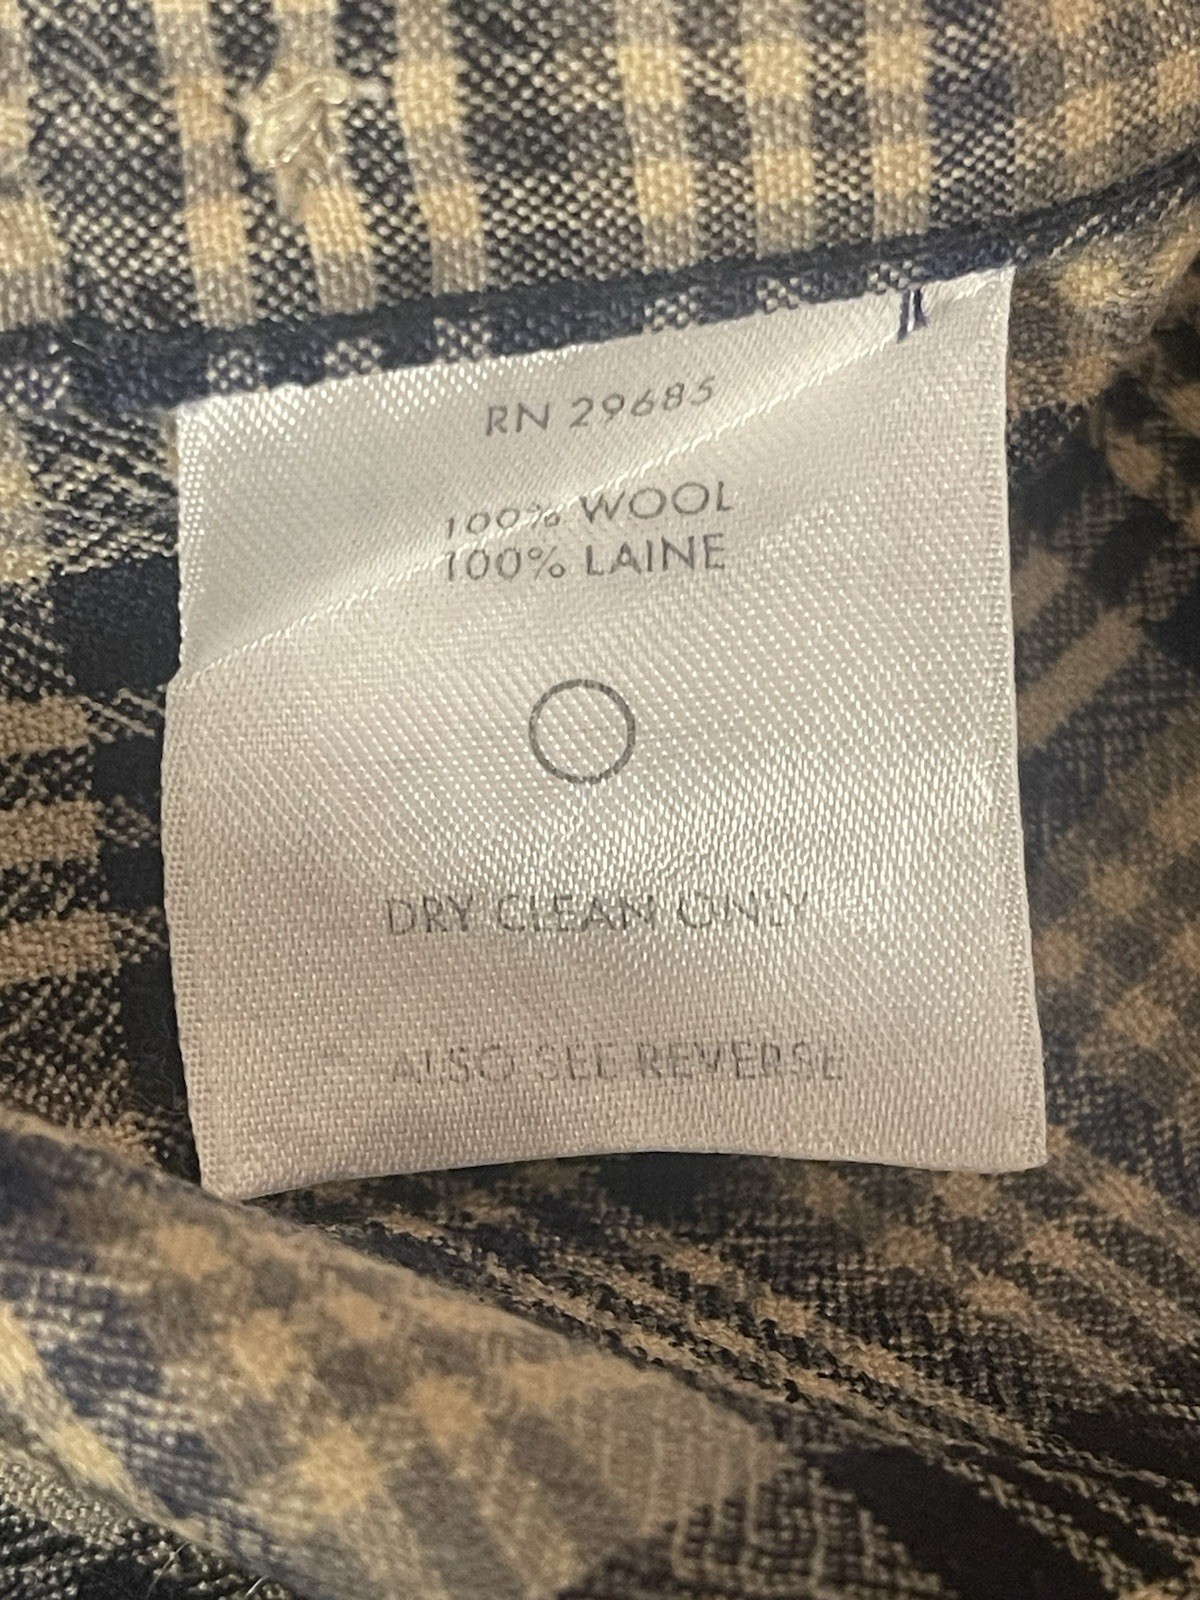 RN 29685
100% WOOL
100% LAINE
DRY CLEAN ONLY
ALSO SEE REVERSE